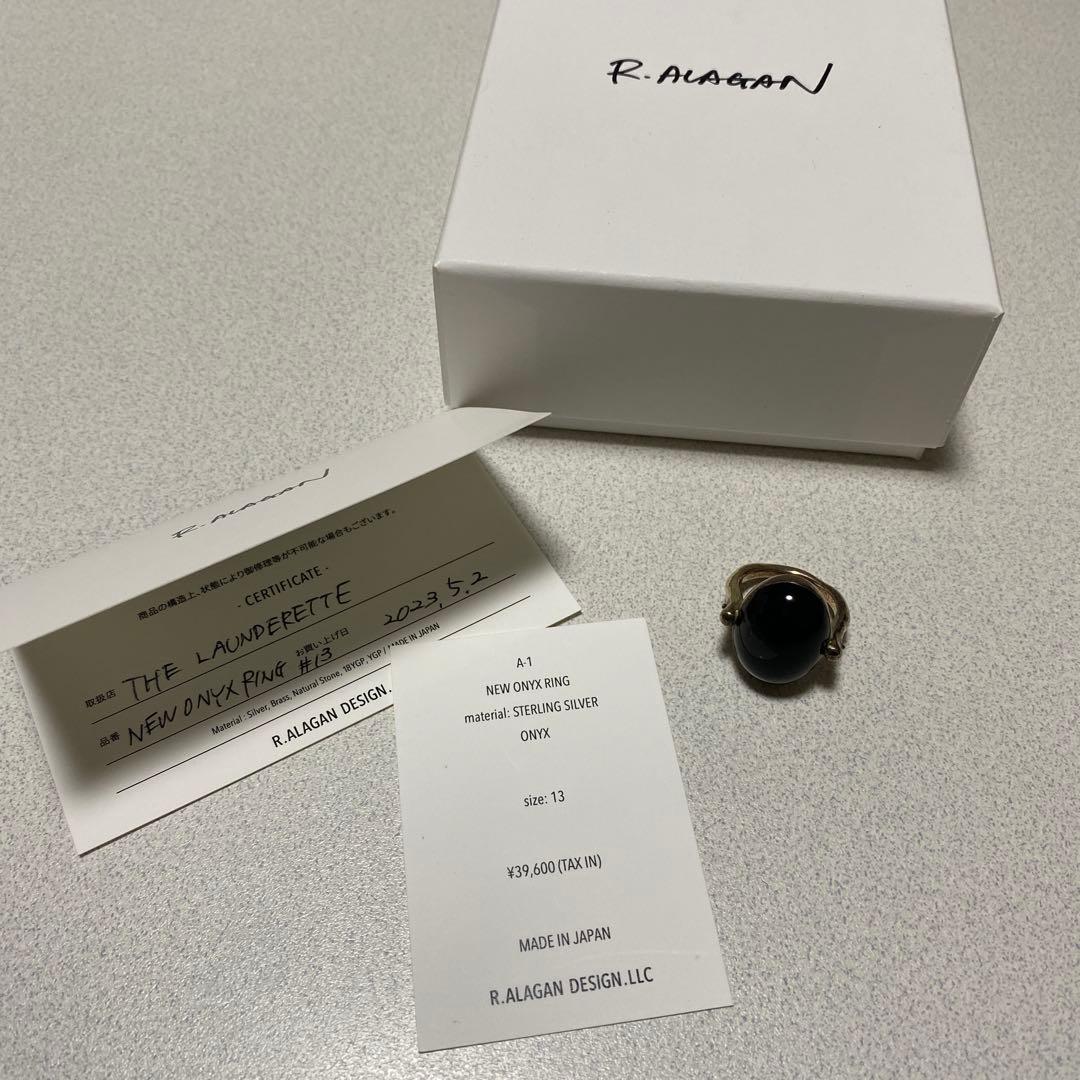 R. ALAGAN
R. ALAGAN
商品の構造上、状態により御修理等が不可能な場合もございます。
- CERTIFICATE -
取扱店 THE LAUNDERETTE
お買い上げ日 2023, 5. 2
品番 NEW ONYX RING #13
Material : Silver, Brass, Natural Stone, 18YGP, YGP / MADE IN JAPAN
R.ALAGAN DESIGN.
A-1
NEW ONYX RING
material: STERLING SILVER
ONYX
size: 13
¥39,600 (TAX IN)
MADE IN JAPAN
R.ALAGAN DESIGN.LLC